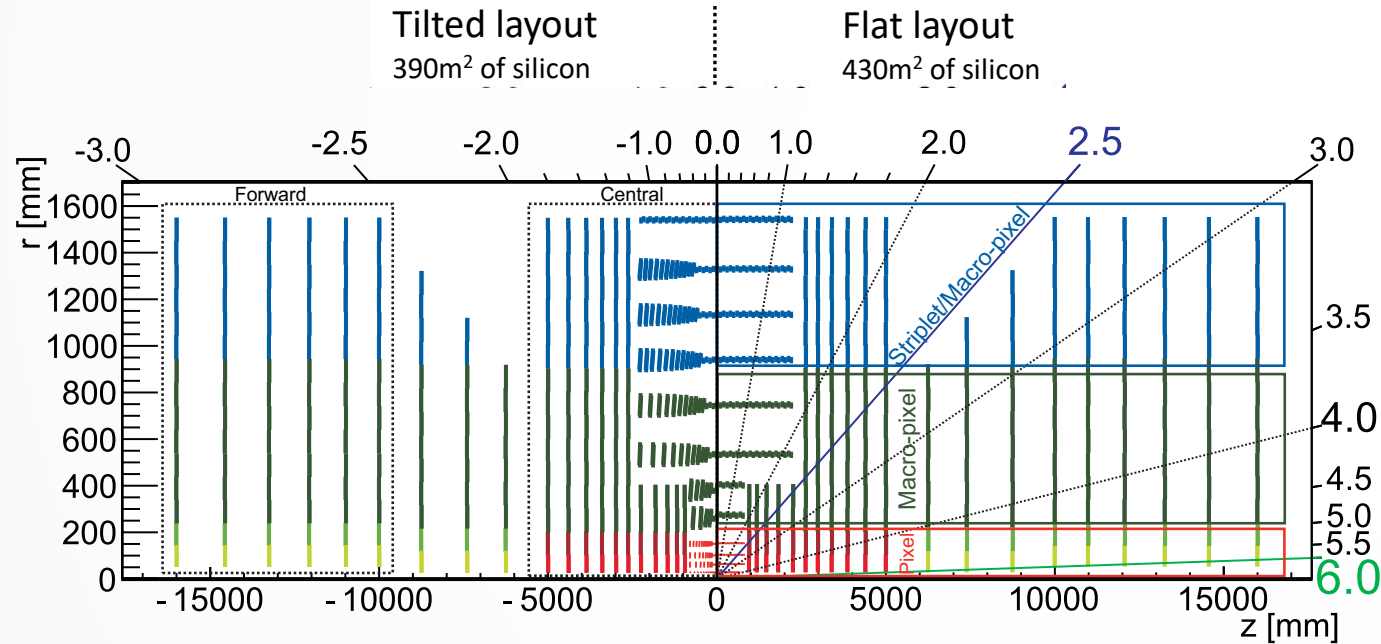 Tilted layout
390m² of silicon
Flat layout
430m² of silicon
-3.0 -2.5 -2.0 -1.0 0.0 1.0 2.0 2.5 3.0
Forward
Central
r [mm]
1600
1400
1200
1000
800
600
400
200
0
Striplet/Macro-pixel
Macro-pixel
Pixel
3.5
4.0
4.5
5.0
5.5
6.0
-15000 -10000 -5000 0 5000 10000 15000
z [mm]